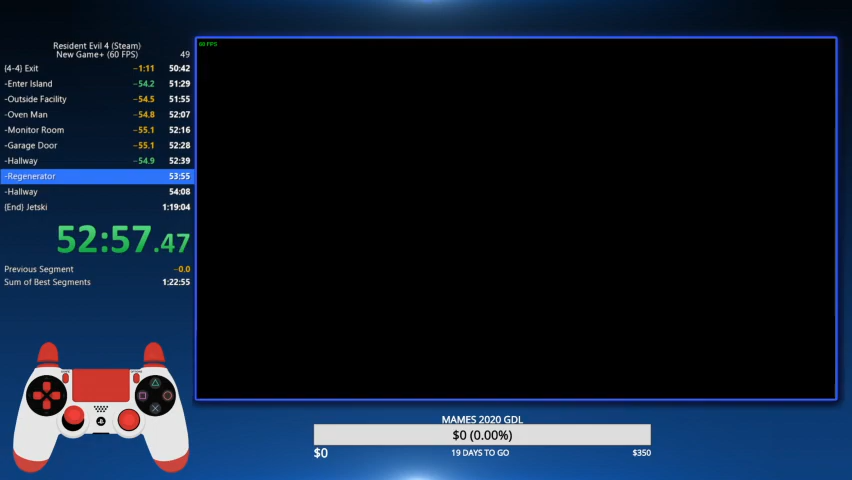 Resident Evil 4 (Steam)
New Game+ (60 FPS) 49
{4-4} Exit −1:11 50:42
-Enter Island −54.2 51:29
-Outside Facility −54.5 51:55
-Oven Man −54.8 52:07
-Monitor Room −55.1 52:16
-Garage Door −55.1 52:28
-Hallway −54.9 52:39
-Regenerator 53:55
-Hallway 54:08
{End} Jetski 1:19:04
52:57.47
Previous Segment −0.0
Sum of Best Segments 1:22:55
60 FPS
MAMES 2020 GDL
$0 (0.00%)
$0 19 DAYS TO GO $350